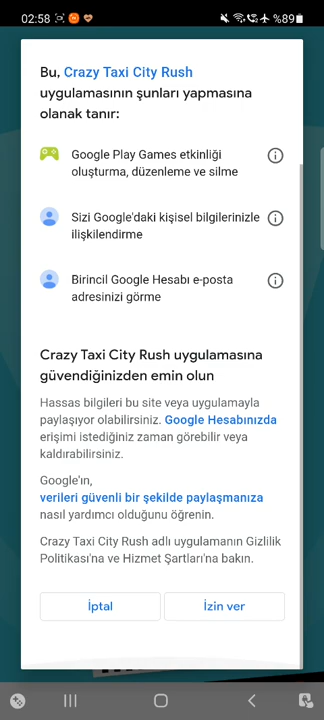 02:58 %89
Bu, Crazy Taxi City Rush
uygulamasının şunları yapmasına
olanak tanır:
Google Play Games etkinliği
oluşturma, düzenleme ve silme
Sizi Google'daki kişisel bilgilerinizle
ilişkilendirme
Birincil Google Hesabı e-posta
adresinizi görme
Crazy Taxi City Rush uygulamasına
güvendiğinizden emin olun
Hassas bilgileri bu site veya uygulamayla
paylaşıyor olabilirsiniz. Google Hesabınızda
erişimi istediğiniz zaman görebilir veya
kaldırabilirsiniz.
Google'ın,
verileri güvenli bir şekilde paylaşmanıza
nasıl yardımcı olduğunu öğrenin.
Crazy Taxi City Rush adlı uygulamanın Gizlilik
Politikası'na ve Hizmet Şartları'na bakın.
İptal İzin ver